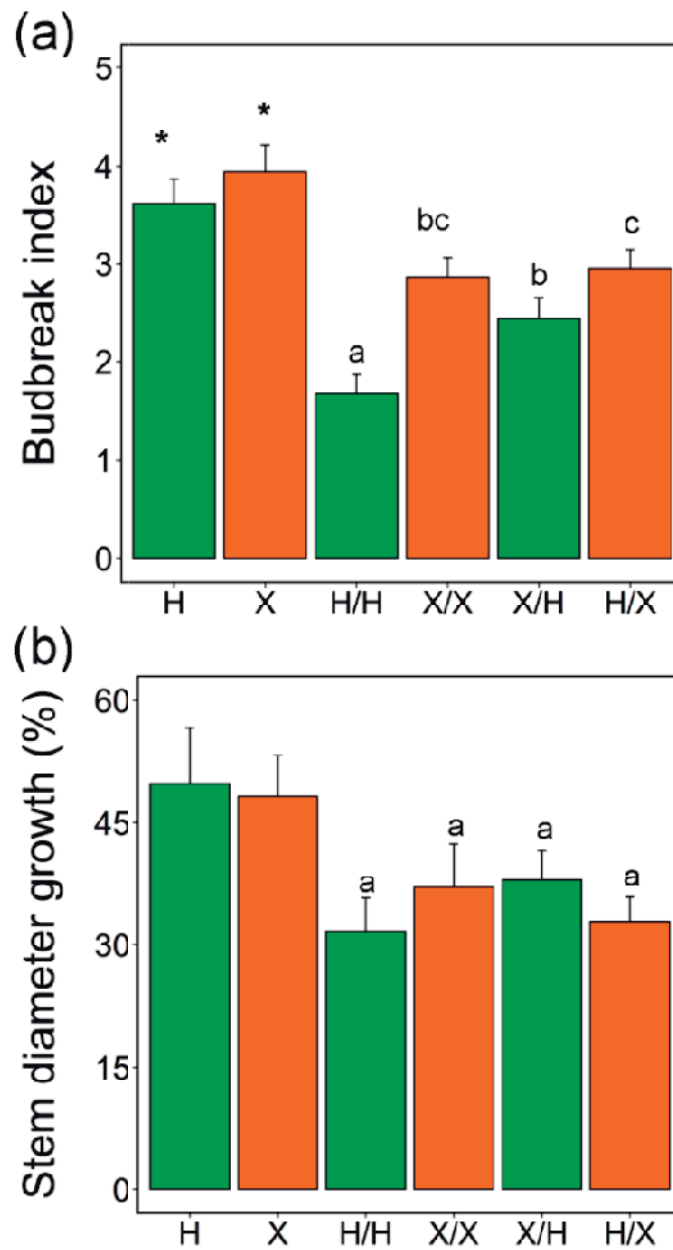 (a)
Budbreak index
5
4
3
2
1
0
* * a bc b c
H X H/H X/X X/H H/X
(b)
Stem diameter growth (%)
60
45
30
15
0
a a a a
H X H/H X/X X/H H/X